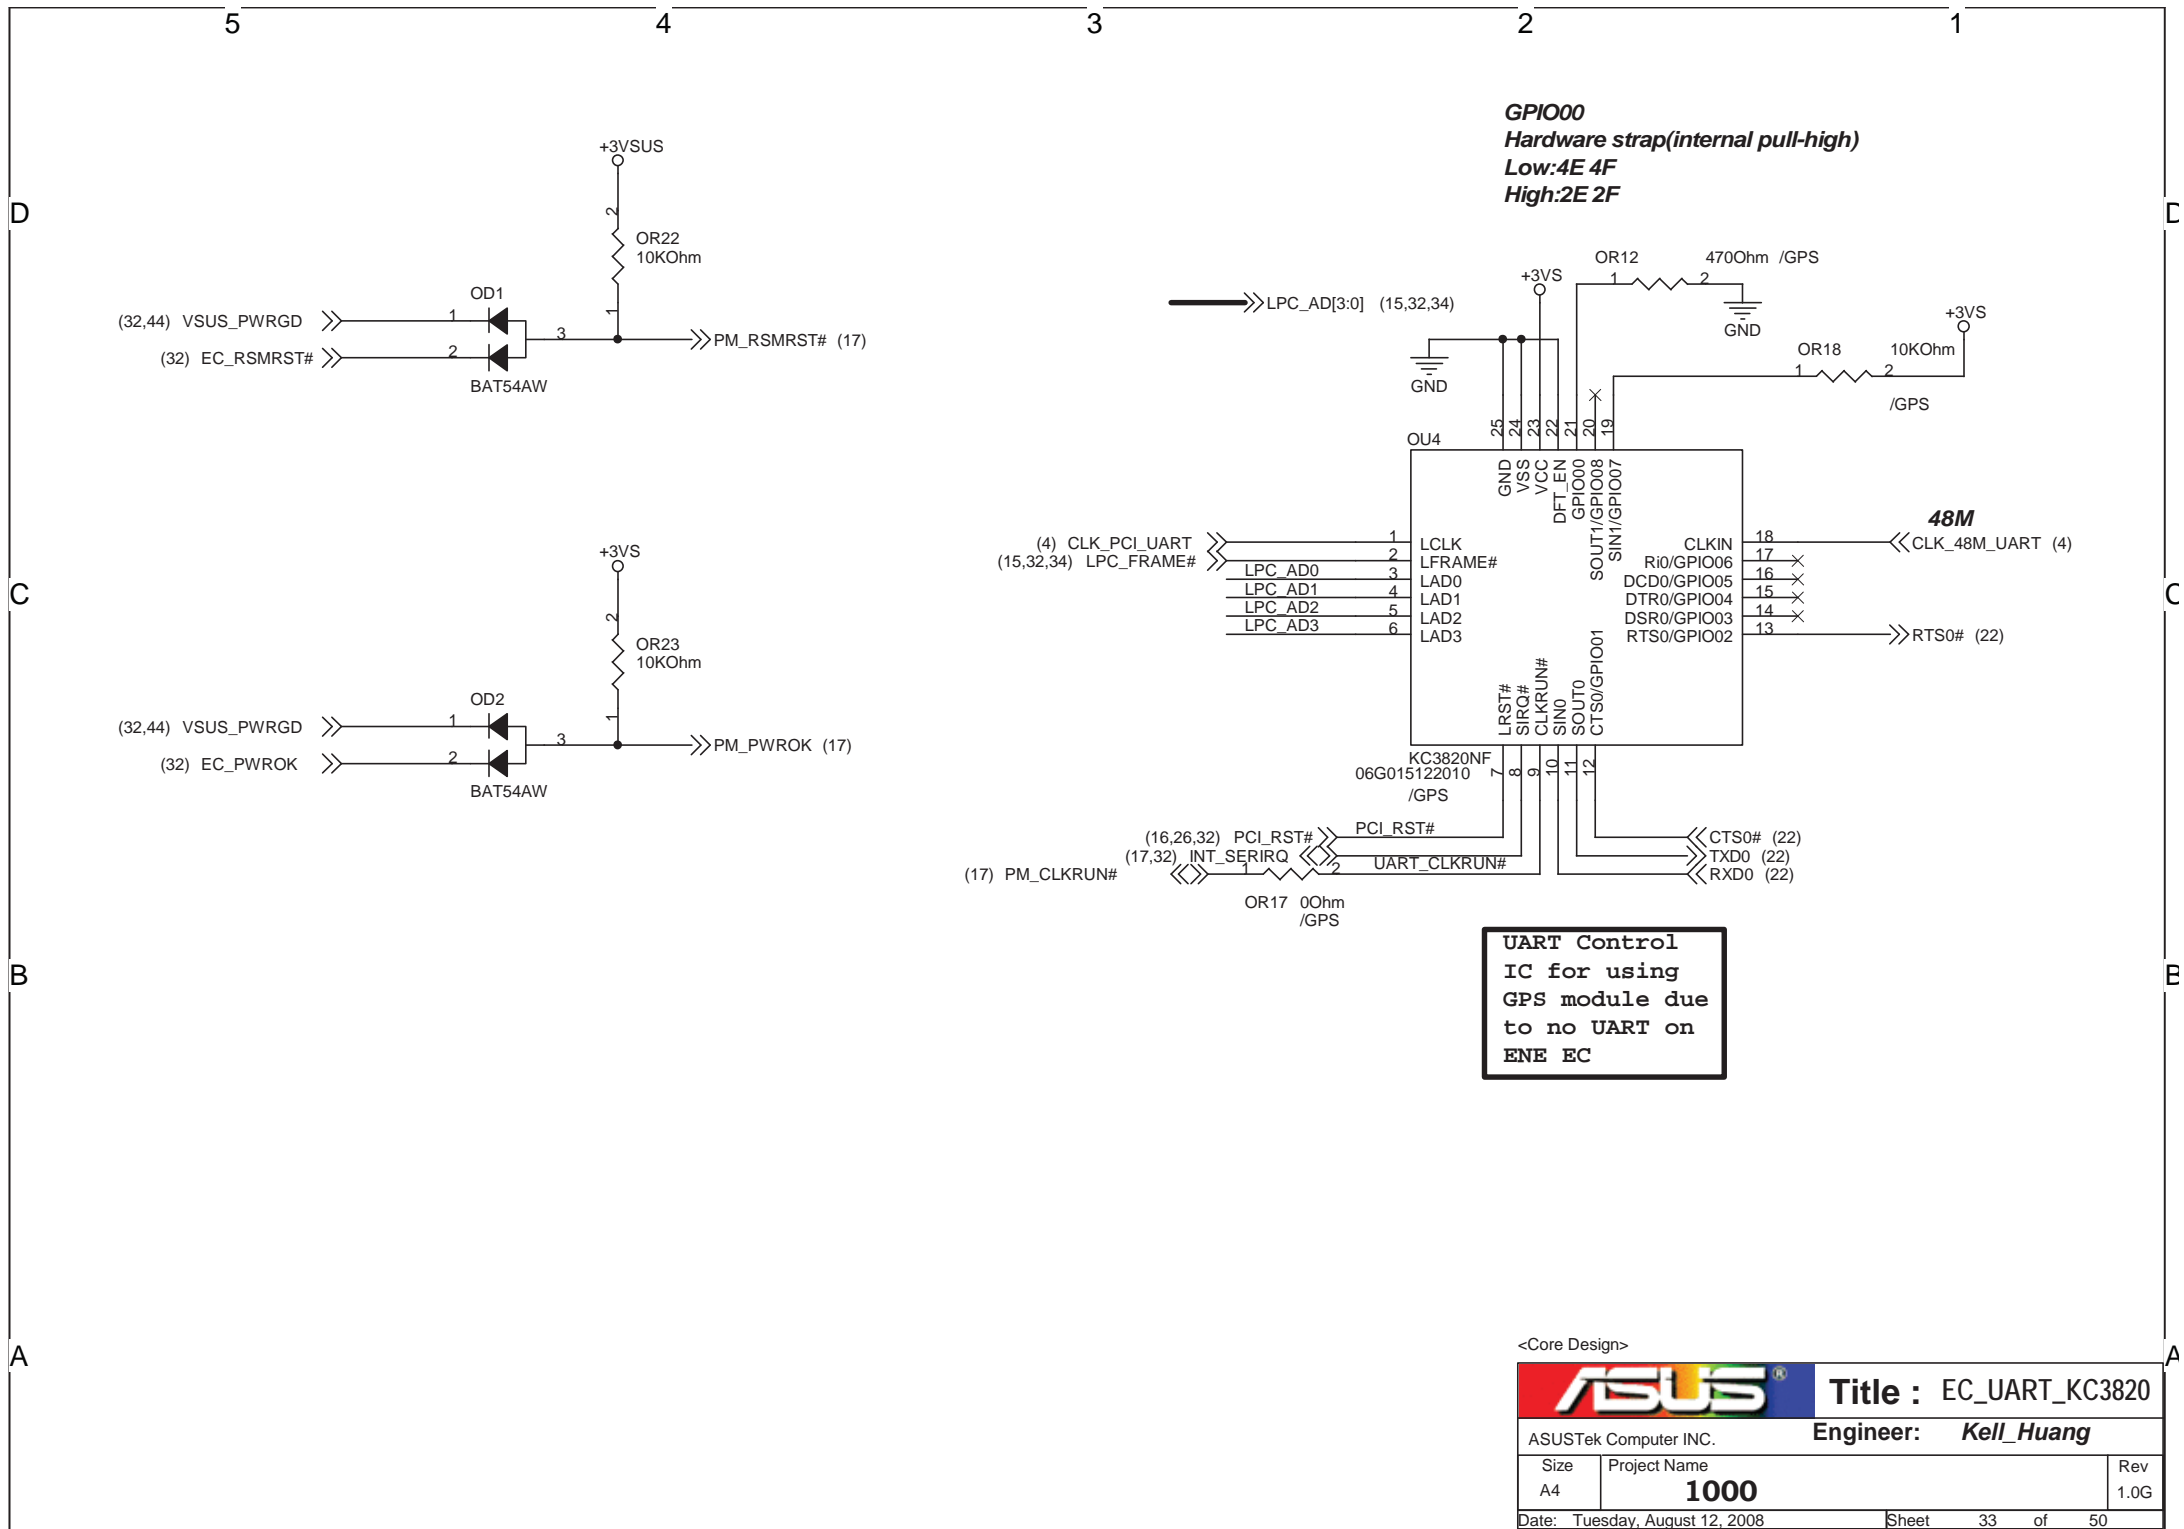 5 4 3 2 1
D D
C C
B B
A A
+3VSUS
2
OR22
10KOhm
1
OD1
(32,44) VSUS_PWRGD 1
3 PM_RSMRST# (17)
(32) EC_RSMRST# 2
BAT54AW
+3VS
2
OR23
10KOhm
1
OD2
(32,44) VSUS_PWRGD 1
3 PM_PWROK (17)
(32) EC_PWROK 2
BAT54AW
GPIO00
Hardware strap(internal pull-high)
Low:4E 4F
High:2E 2F
OR12 470Ohm /GPS
1 2
GND
+3VS
LPC_AD[3:0] (15,32,34)
GND
+3VS
OR18 10KOhm
1 2
/GPS
OU4
25 24 23 22 21 20 19
GND
VSS
VCC
DFT_EN
GPIO00
SOUT1/GPIO08
SIN1/GPIO07
48M
(4) CLK_PCI_UART 1 LCLK
(15,32,34) LPC_FRAME# 2 LFRAME#
LPC_AD0 3 LAD0
LPC_AD1 4 LAD1
LPC_AD2 5 LAD2
LPC_AD3 6 LAD3
CLKIN 18 CLK_48M_UART (4)
Ri0/GPIO06 17
DCD0/GPIO05 16
DTR0/GPIO04 15
DSR0/GPIO03 14
RTS0/GPIO02 13 RTS0# (22)
LRST#
SIRQ#
CLKRUN#
SIN0
SOUT0
CTS0/GPIO01
KC3820NF
06G015122010
/GPS
7 8 9 10 11 12
(16,26,32) PCI_RST# PCI_RST#
(17,32) INT_SERIRQ
(17) PM_CLKRUN# 1 2 UART_CLKRUN#
OR17 0Ohm
/GPS
CTS0# (22)
TXD0 (22)
RXD0 (22)
UART Control
IC for using
GPS module due
to no UART on
ENE EC
<Core Design>
ASUS®
Title : EC_UART_KC3820
ASUSTek Computer INC.
Engineer: Kell_Huang
Size
A4
Project Name
1000
Rev
1.0G
Date: Tuesday, August 12, 2008 Sheet 33 of 50